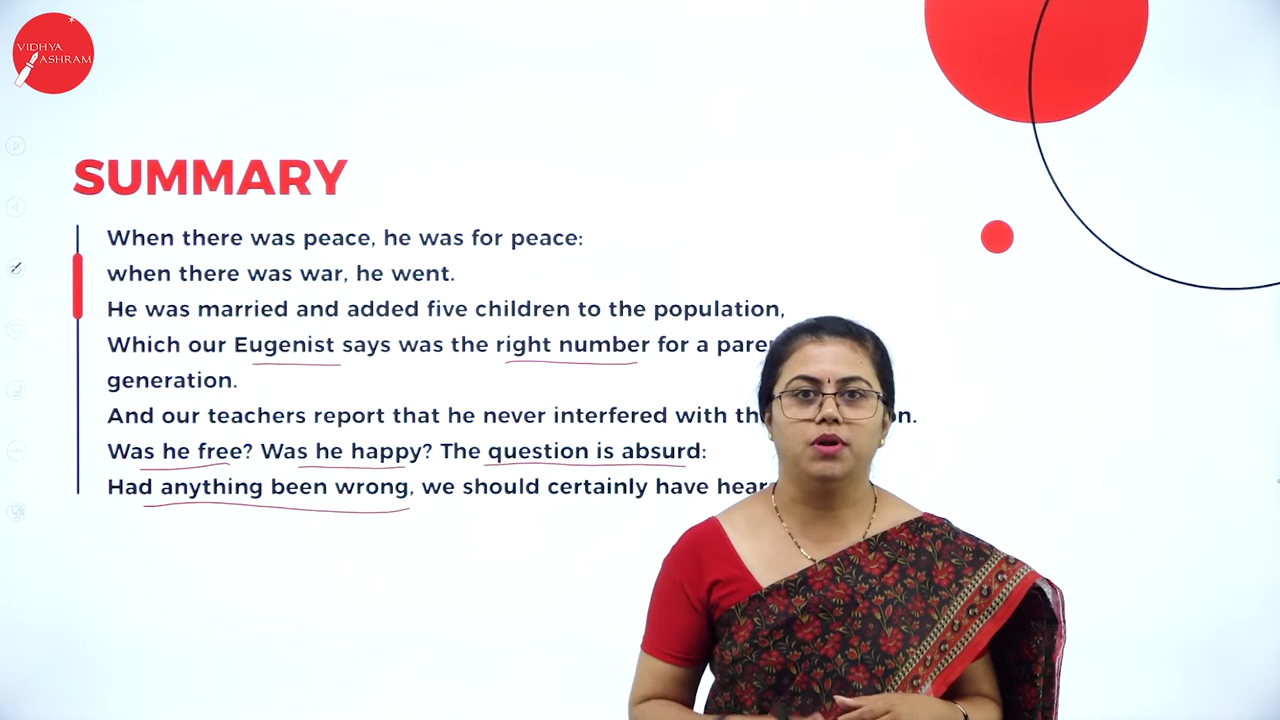 VIDHYA
ASHRAM
SUMMARY
When there was peace, he was for peace:
when there was war, he went.
He was married and added five children to the population,
Which our Eugenist says was the right number for a
generation.
And our teachers report that he never interfered with
Was he free? Was he happy? The question is absurd:
Had anything been wrong, we should certainly have